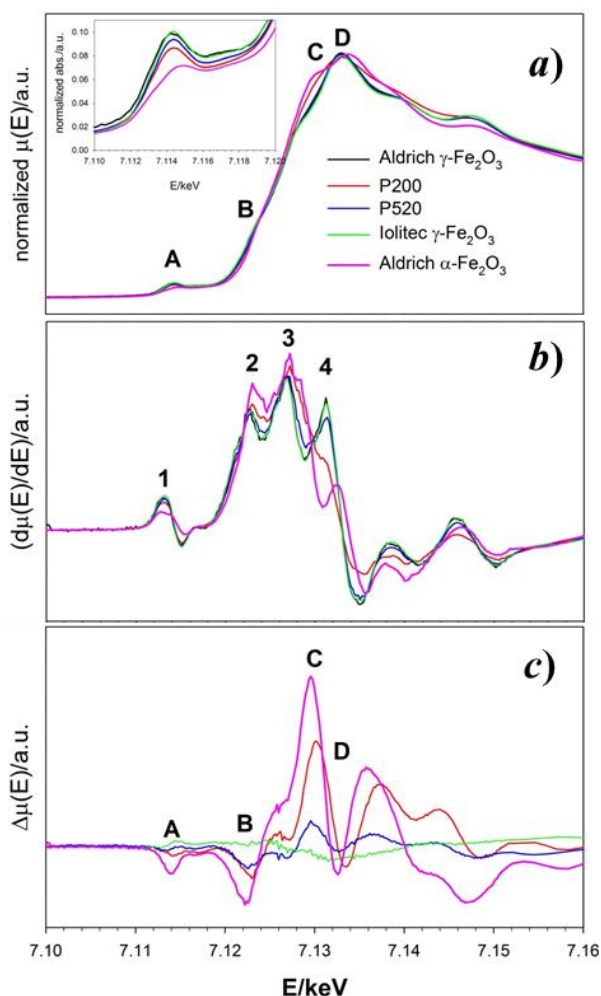 a)
normalized μ(E)/a.u.
normalized abs./a.u.
0.10
0.08
0.06
0.04
0.02
0.00
7.110 7.112 7.114 7.116 7.118 7.120
E/keV
A
B
C
D
Aldrich γ-Fe₂O₃
P200
P520
Iolitec γ-Fe₂O₃
Aldrich α-Fe₂O₃
b)
(dμ(E)/dE)/a.u.
1
2
3
4
c)
Δμ(E)/a.u.
A
B
C
D
7.10 7.11 7.12 7.13 7.14 7.15 7.16
E/keV